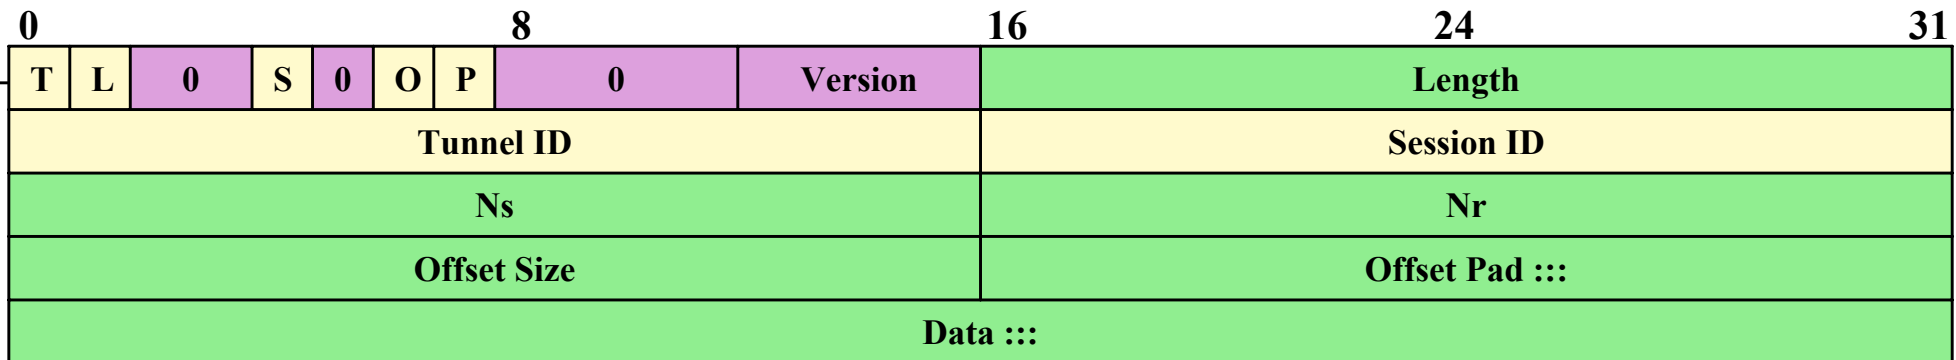 0 8 16 24 31
T L 0 S 0 O P 0 Version Length
Tunnel ID Session ID
Ns Nr
Offset Size Offset Pad :::
Data :::